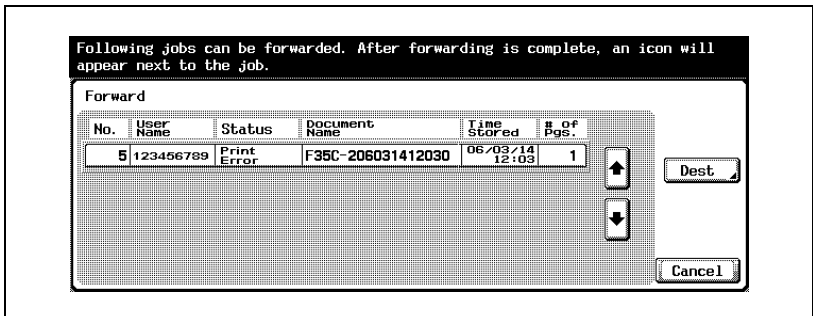 Following jobs can be forwarded. After forwarding is complete, an icon will
appear next to the job.
Forward
No. User Name Status Document Name Time Stored # of Pgs.
5 123456789 Print Error F35C-206031412030 06/03/14 12:03 1
Dest
Cancel